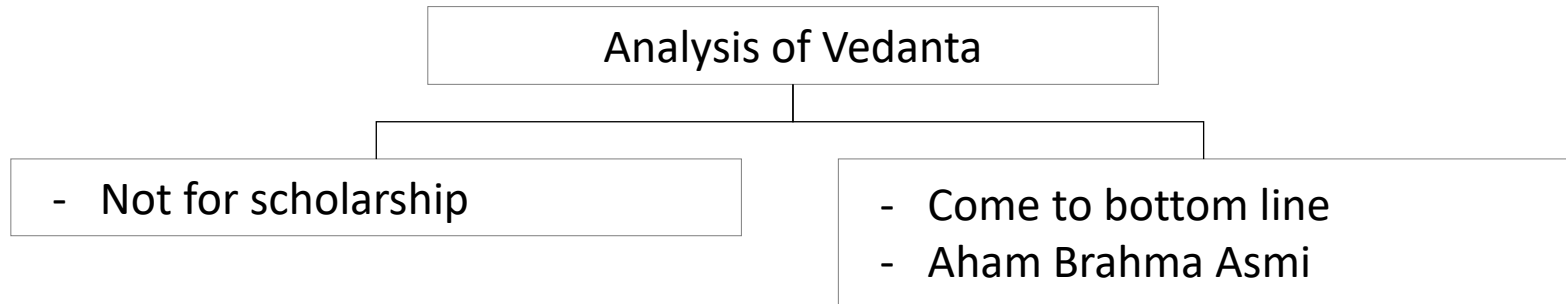 Analysis of Vedanta
- Not for scholarship
- Come to bottom line
- Aham Brahma Asmi